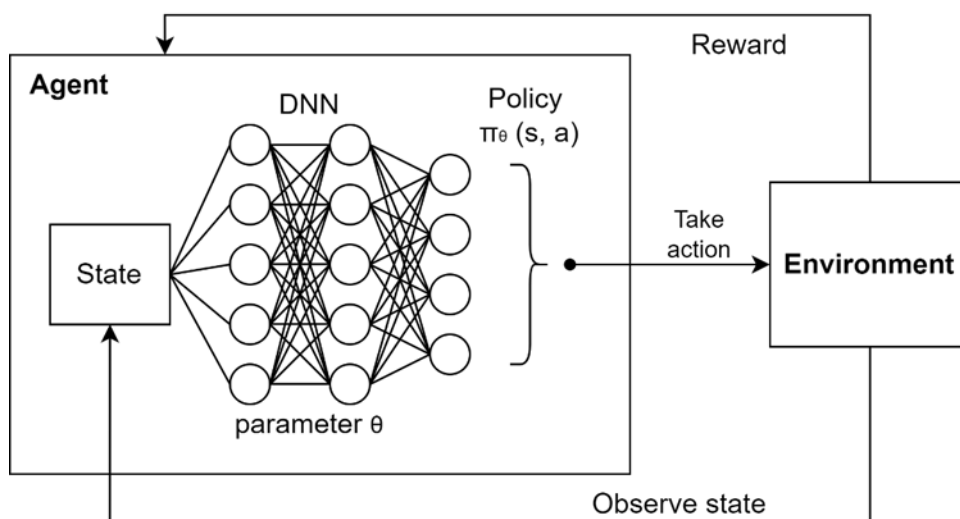 Reward
Agent
DNN
Policy
πθ (s, a)
State
Take
action
Environment
parameter θ
Observe state